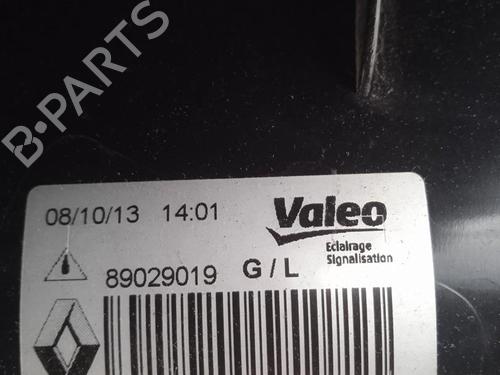 B-PARTS
08/10/13 14:01
Valeo
Eclairage
Signalisation
89029019 G/L